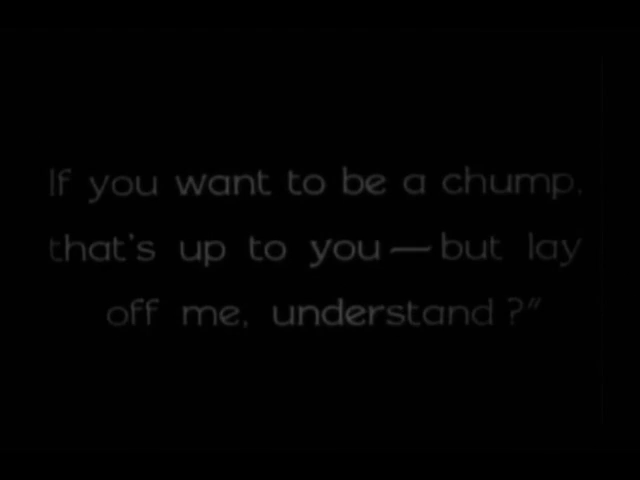 If you want to be a chump,
that's up to you — but lay
off me, understand?"